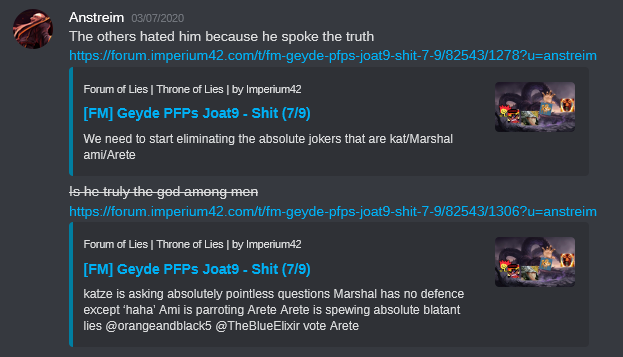 Anstreim 03/07/2020
The others hated him because he spoke the truth
https://forum.imperium42.com/t/fm-geyde-pfps-joat9-shit-7-9/82543/1278?u=anstreim
Forum of Lies | Throne of Lies | by Imperium42
[FM] Geyde PFPs Joat9 - Shit (7/9)
We need to start eliminating the absolute jokers that are kat/Marshal
ami/Arete
Is he truly the god among men
https://forum.imperium42.com/t/fm-geyde-pfps-joat9-shit-7-9/82543/1306?u=anstreim
Forum of Lies | Throne of Lies | by Imperium42
[FM] Geyde PFPs Joat9 - Shit (7/9)
katze is asking absolutely pointless questions Marshal has no defence
except ‘haha’ Ami is parroting Arete Arete is spewing absolute blatant
lies @orangeandblack5 @TheBlueElixir vote Arete